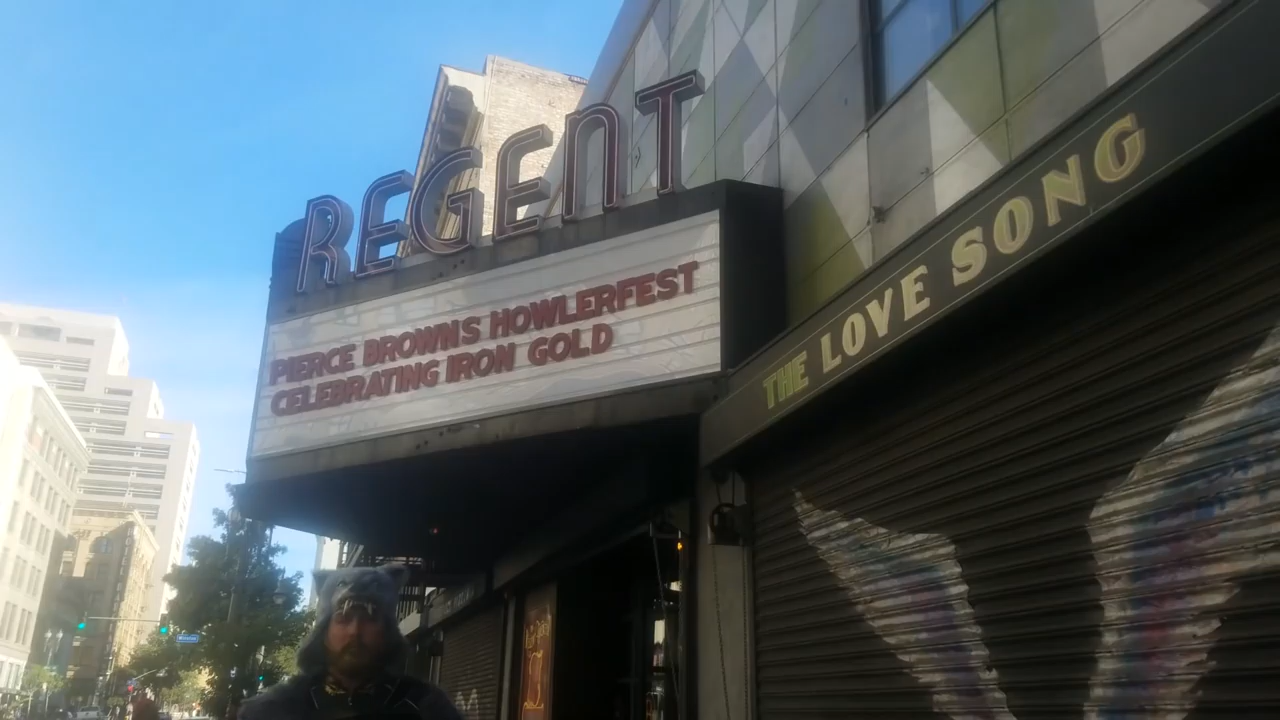 REGENT
PIERCE BROWNS HOWLERFEST
CELEBRATING IRON GOLD
THE LOVE SONG